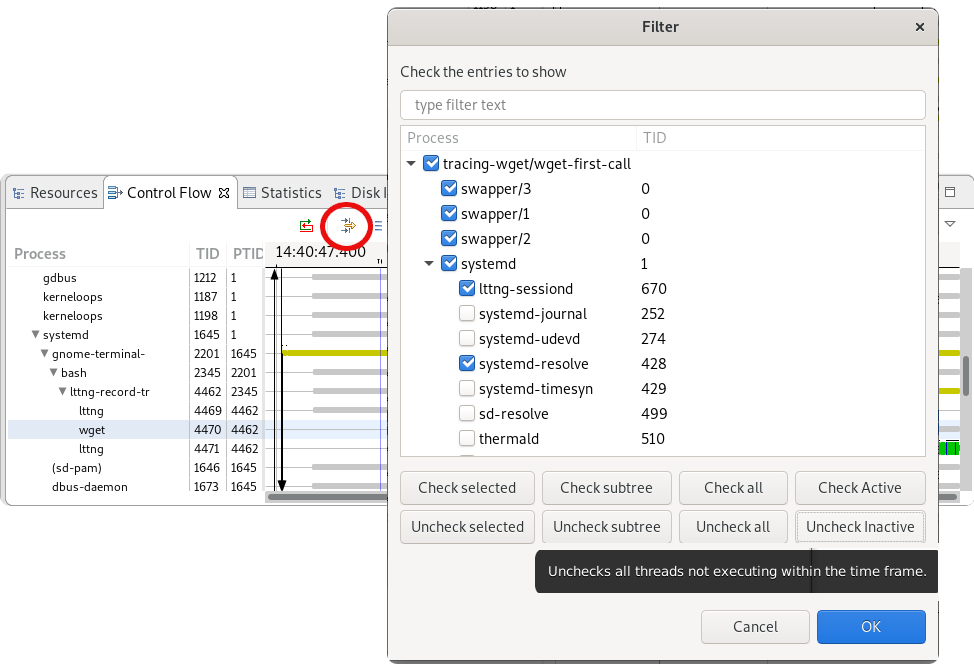 Filter
Check the entries to show
type filter text
Process TID
tracing-wget/wget-first-call
swapper/3 0
swapper/1 0
swapper/2 0
systemd 1
lttng-sessiond 670
systemd-journal 252
systemd-udevd 274
systemd-resolve 428
systemd-timesyn 429
sd-resolve 499
thermald 510
Check selected Check subtree Check all Check Active
Uncheck selected Uncheck subtree Uncheck all Uncheck Inactive
Unchecks all threads not executing within the time frame.
Cancel OK
Resources Control Flow Statistics Disk
Process TID PTID 14:40:47.400
gdbus 1212 1
kerneloops 1187 1
kerneloops 1198 1
systemd 1645 1
gnome-terminal- 2201 1645
bash 2345 2201
lttng-record-tr 4462 2345
lttng 4469 4462
wget 4470 4462
lttng 4471 4462
(sd-pam) 1646 1645
dbus-daemon 1673 1645